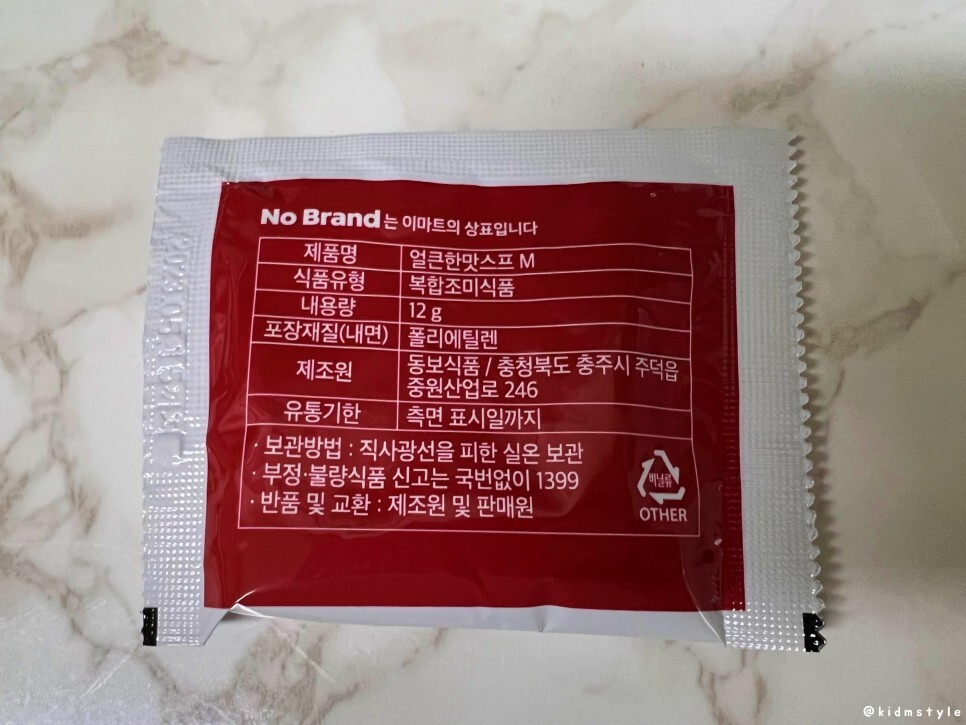 No Brand는 이마트의 상표입니다
제품명 얼큰한맛스프 M
식품유형 복합조미식품
내용량 12 g
포장재질(내면) 폴리에틸렌
제조원 동보식품 / 충청북도 충주시 주덕읍
중원산업로 246
유통기한 측면 표시일까지
· 보관방법 : 직사광선을 피한 실온 보관
· 부정·불량식품 신고는 국번없이 1399
· 반품 및 교환 : 제조원 및 판매원
비닐류
OTHER
@kidmstyle